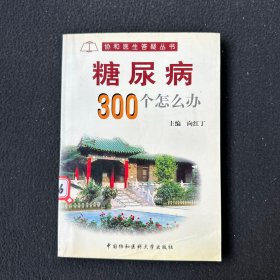 协和医生答疑丛书
糖尿病
300个怎么办
主编 向红丁
6
中国协和医科大学出版社